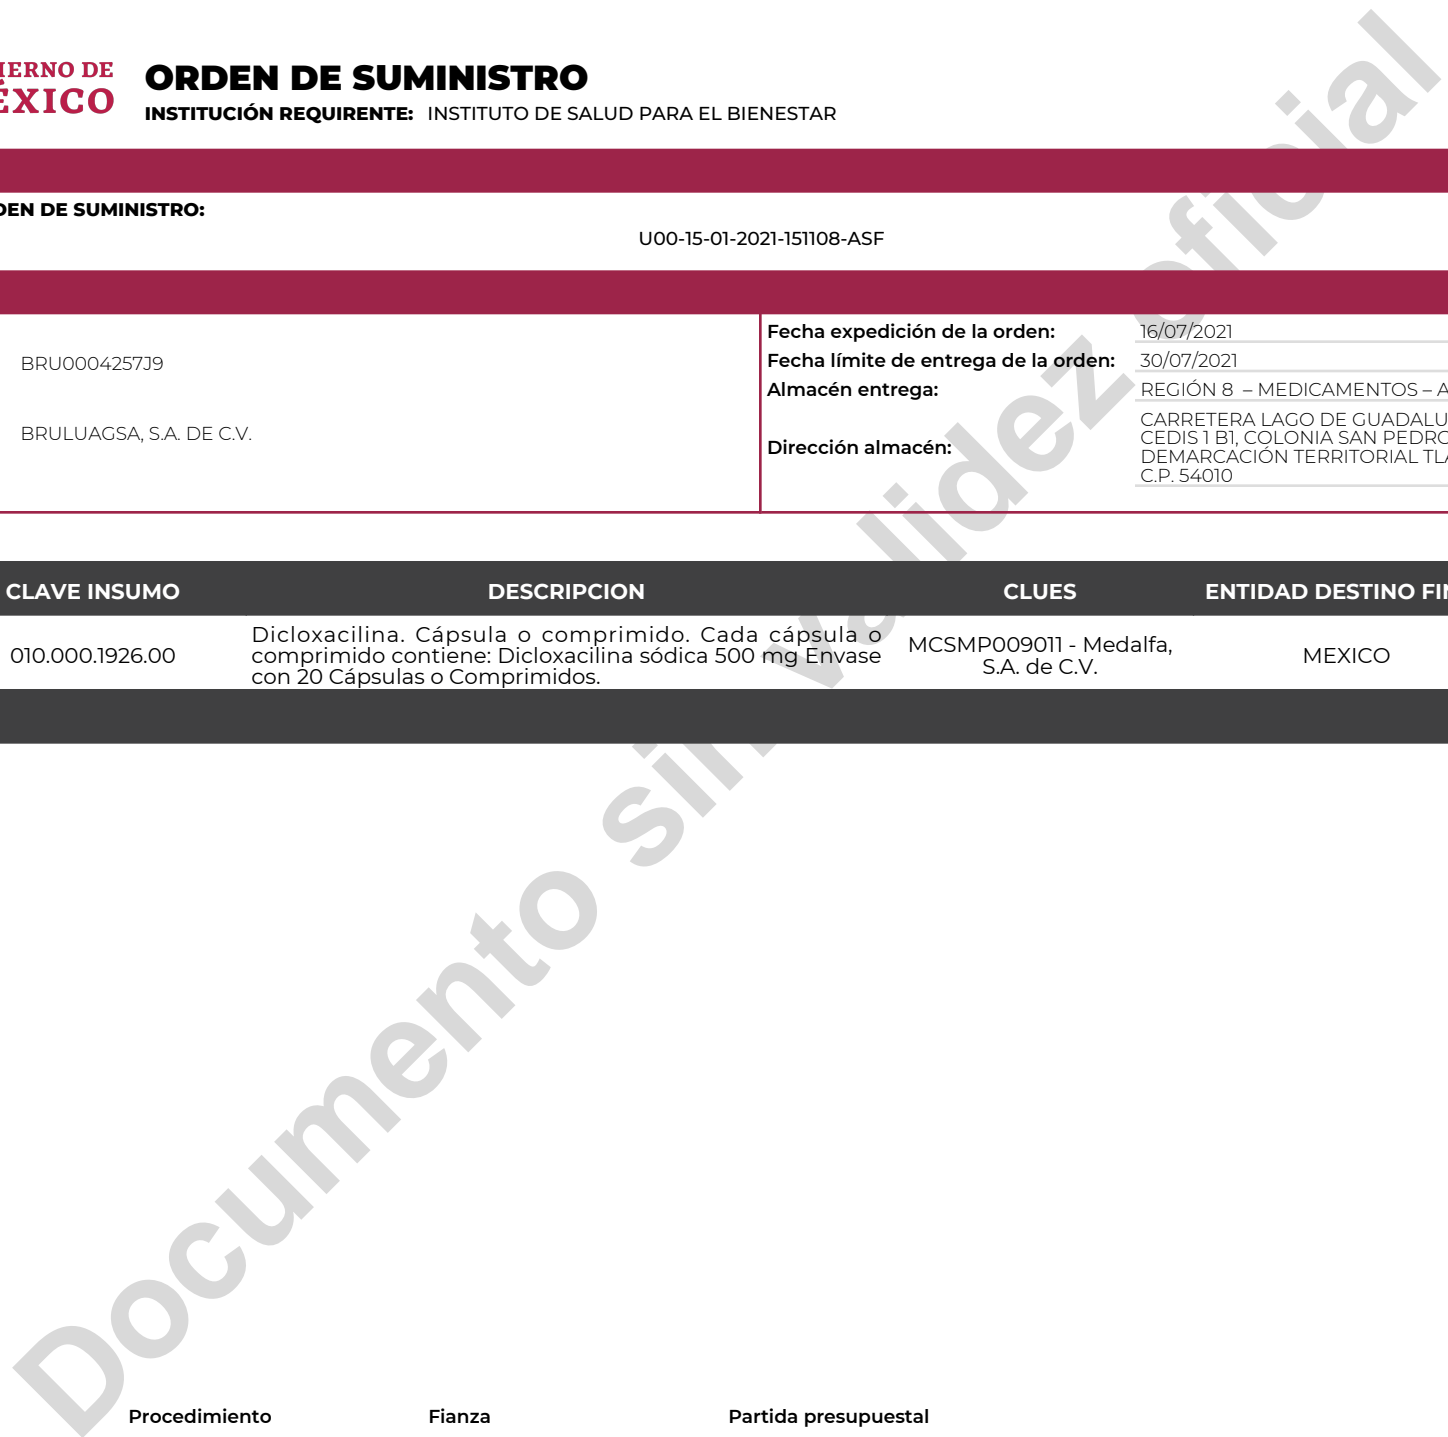 IERNO DE
ÉXICO
ORDEN DE SUMINISTRO
INSTITUCIÓN REQUIRENTE: INSTITUTO DE SALUD PARA EL BIENESTAR
DEN DE SUMINISTRO:
U00-15-01-2021-151108-ASF
BRU0004257J9
BRULUAGSA, S.A. DE C.V.
Fecha expedición de la orden: 16/07/2021
Fecha límite de entrega de la orden: 30/07/2021
Almacén entrega: REGIÓN 8 – MEDICAMENTOS – A
Dirección almacén:
CARRETERA LAGO DE GUADALU
CEDIS 1 B1, COLONIA SAN PEDRO
DEMARCACIÓN TERRITORIAL TLA
C.P. 54010
CLAVE INSUMO DESCRIPCION CLUES ENTIDAD DESTINO FIN
010.000.1926.00
Dicloxacilina. Cápsula o comprimido. Cada cápsula o
comprimido contiene: Dicloxacilina sódica 500 mg Envase
con 20 Cápsulas o Comprimidos.
MCSMP009011 - Medalfa,
S.A. de C.V.
MEXICO
Documento sin validez oficial
Procedimiento Fianza Partida presupuestal